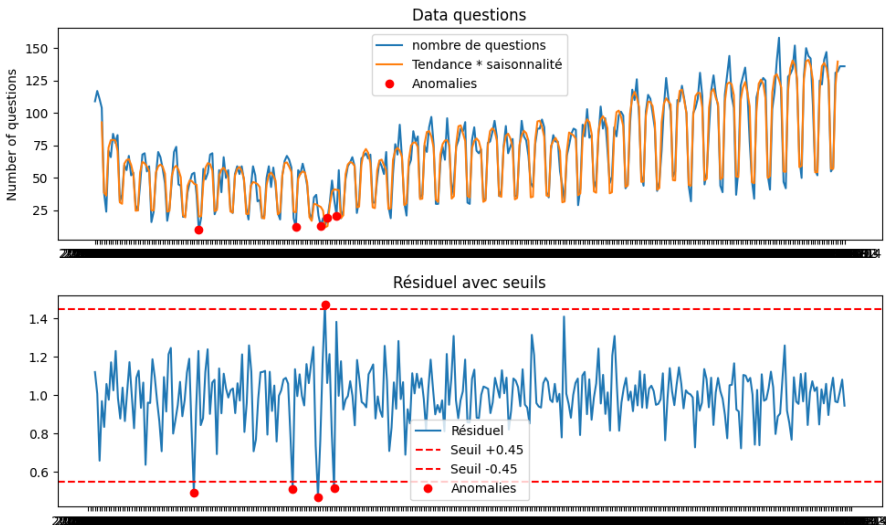 Data questions
150
125
100
75
50
25
Number of questions
nombre de questions
Tendance * saisonnalité
Anomalies
Résiduel avec seuils
1.4
1.2
1.0
0.8
0.6
Résiduel
Seuil +0.45
Seuil -0.45
Anomalies